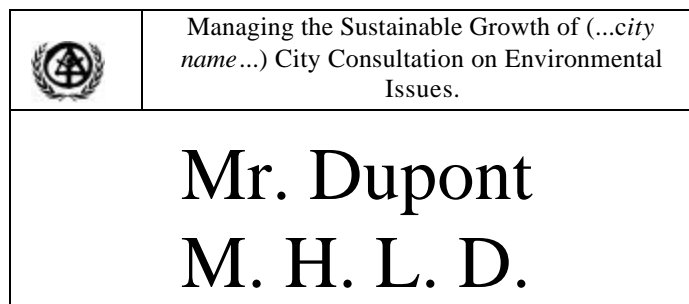 Managing the Sustainable Growth of (...city
name...) City Consultation on Environmental
Issues.
Mr. Dupont
M. H. L. D.